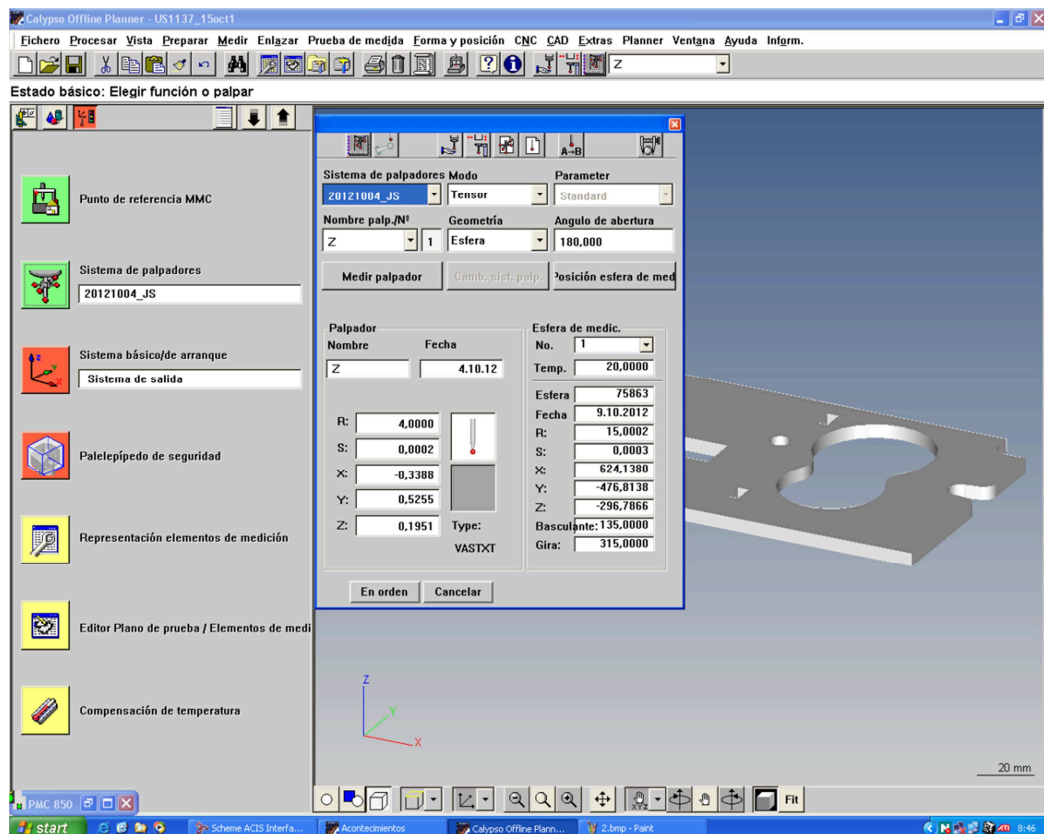 Calypso Offline Planner - US1137_15oct1
Fichero Procesar Vista Preparar Medir Enlazar Prueba de medida Forma y posición CNC CAD Extras Planner Ventana Ayuda Inform.
Z
Estado básico: Elegir función o palpar
Punto de referencia MMC
Sistema de palpadores
20121004_JS
Sistema básico/de arranque
Sistema de salida
Palelepípedo de seguridad
Representación elementos de medición
Editor Plano de prueba / Elementos de medi
Compensación de temperatura
A→B
Sistema de palpadores Modo Parameter
20121004_JS Tensor Standard
Nombre palp./Nº Geometría Angulo de abertura
Z 1 Esfera 180,000
Medir palpador Camb. sist. palp. Posición esfera de med
Palpador
Nombre Fecha
Z 4.10.12
R: 4,0000
S: 0,0002
X: -0,3388
Y: 0,5255
Z: 0,1951
Type:
VASTXT
Esfera de medic.
No. 1
Temp. 20,0000
Esfera 75863
Fecha 9.10.2012
R: 15,0002
S: 0,0003
X: 624,1380
Y: -476,8138
Z: -296,7866
Basculante: 135,0000
Gira: 315,0000
En orden Cancelar
Z
Y
X
20 mm
Fit
PMC 850
start Scheme ACIS Interfa... Acontecimientos Calypso Offline Plann... 2.bmp - Paint 8:46